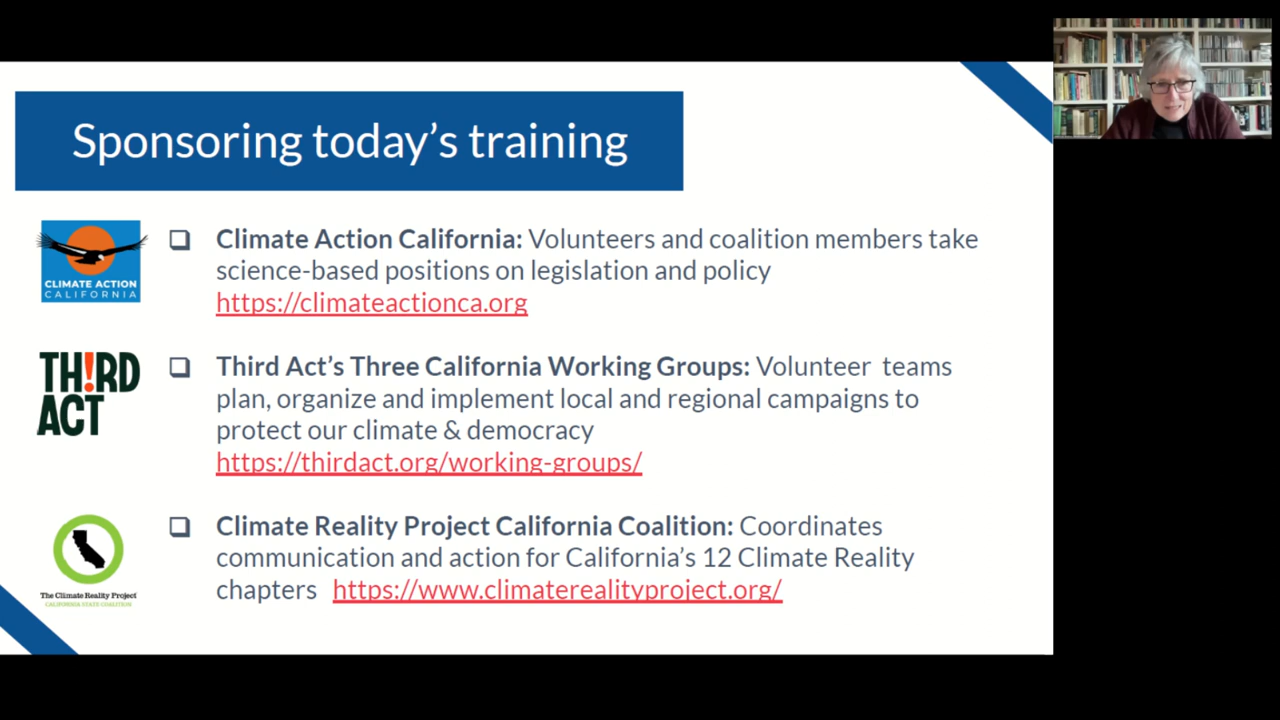 Sponsoring today's training
CLIMATE ACTION
CALIFORNIA
Climate Action California: Volunteers and coalition members take
science-based positions on legislation and policy
https://climateactionca.org
TH!RD
ACT
Third Act's Three California Working Groups: Volunteer teams
plan, organize and implement local and regional campaigns to
protect our climate & democracy
https://thirdact.org/working-groups/
The Climate Reality Project
CALIFORNIA STATE COALITION
Climate Reality Project California Coalition: Coordinates
communication and action for California's 12 Climate Reality
chapters https://www.climaterealityproject.org/